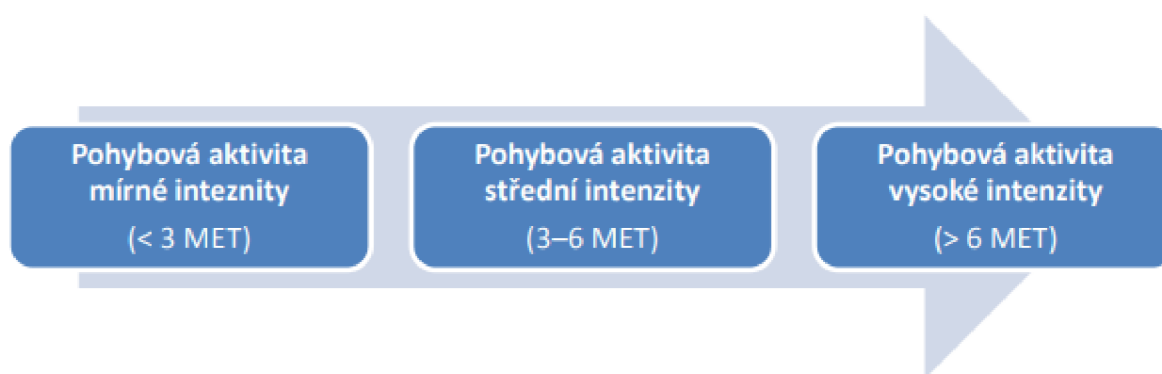 Pohybová aktivita
mírné inteznity
(< 3 MET)
Pohybová aktivita
střední intenzity
(3–6 MET)
Pohybová aktivita
vysoké intenzity
(> 6 MET)